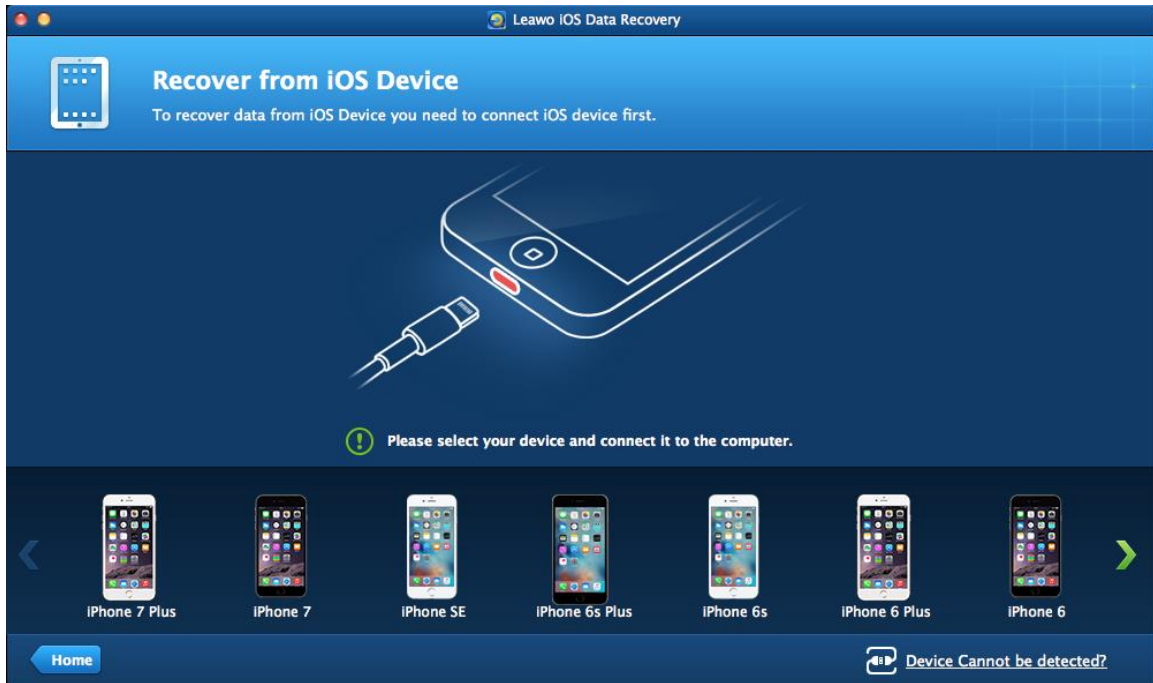 Leawo iOS Data Recovery
Recover from iOS Device
To recover data from iOS Device you need to connect iOS device first.
Please select your device and connect it to the computer.
iPhone 7 Plus
iPhone 7
iPhone SE
iPhone 6s Plus
iPhone 6s
iPhone 6 Plus
iPhone 6
Home
Device Cannot be detected?